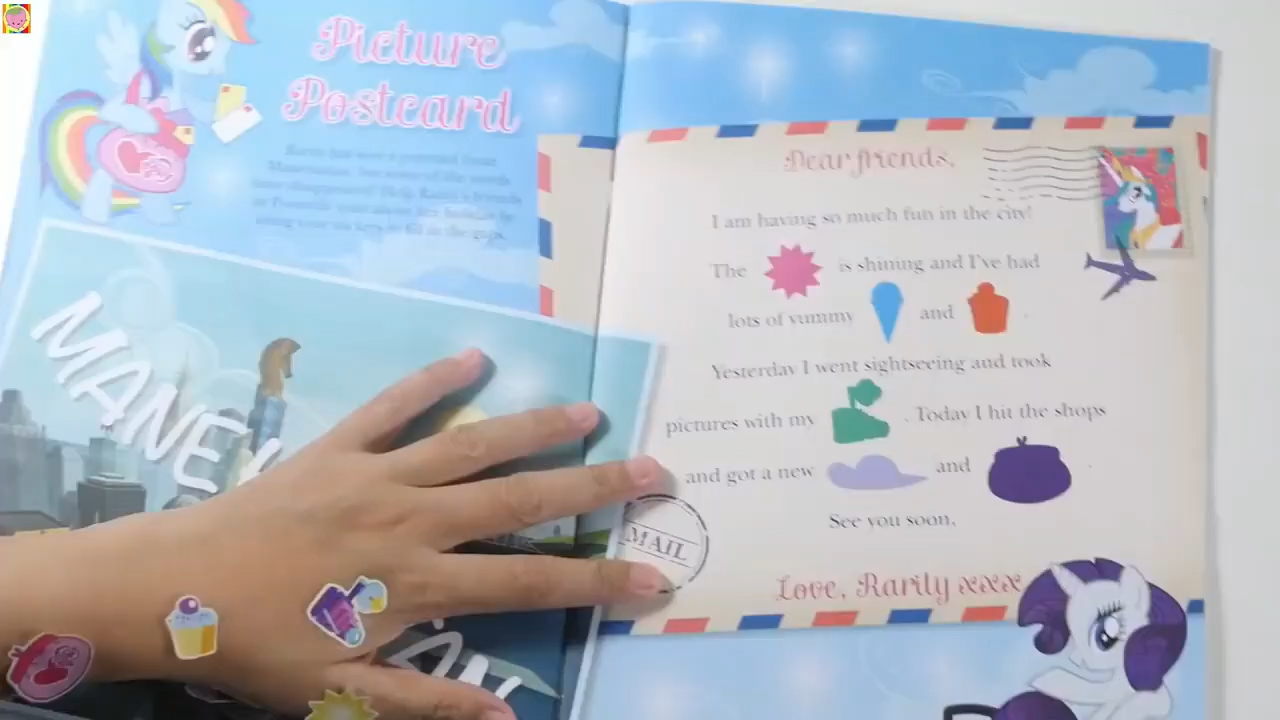 Picture
Postcard
MANE
MAIL
Dear friends,
I am having so much fun in the city!
The is shining and I've had
lots of yummy and .
Yesterday I went sightseeing and took
pictures with my . Today I hit the shops
and got a new and .
See you soon,
Love, Rarity xxx